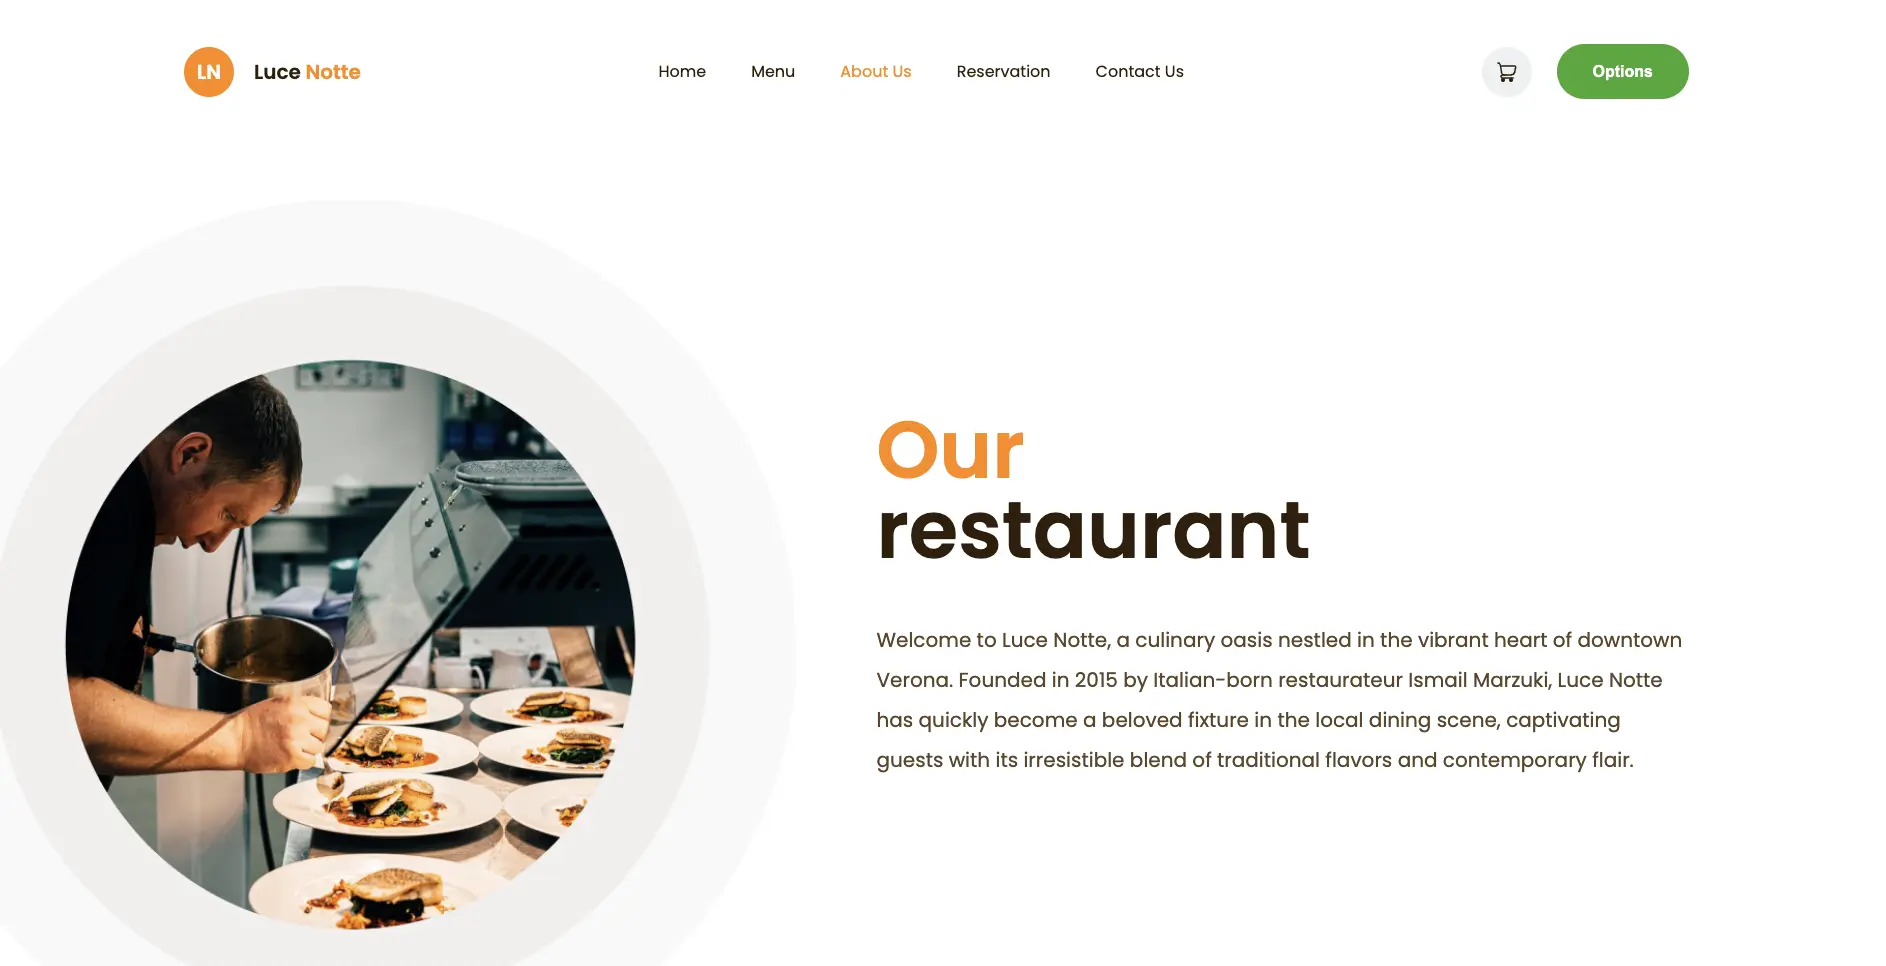 LN
Luce Notte
Home
Menu
About Us
Reservation
Contact Us
Options
Our
restaurant
Welcome to Luce Notte, a culinary oasis nestled in the vibrant heart of downtown
Verona. Founded in 2015 by Italian-born restaurateur Ismail Marzuki, Luce Notte
has quickly become a beloved fixture in the local dining scene, captivating
guests with its irresistible blend of traditional flavors and contemporary flair.